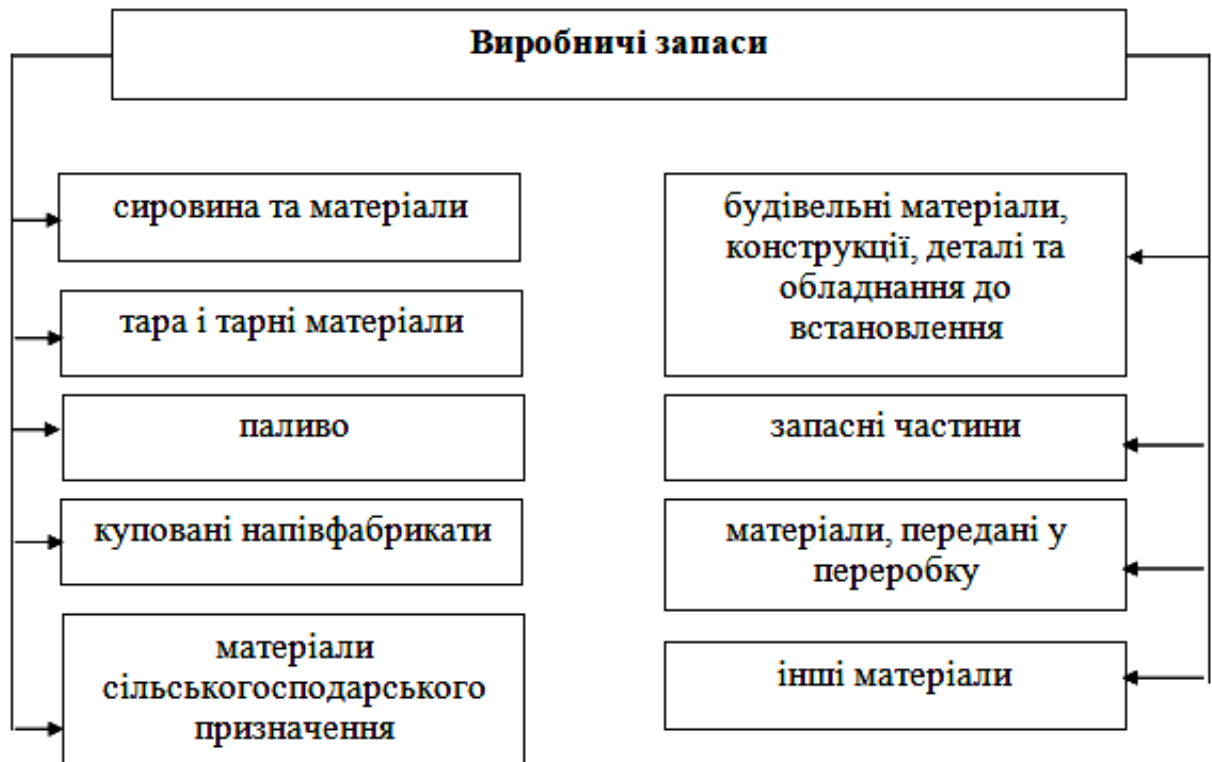 Виробничі запаси
сировина та матеріали
тара і тарні матеріали
паливо
куповані напівфабрикати
матеріали
сільськогосподарського
призначення
будівельні матеріали,
конструкції, деталі та
обладнання до
встановлення
запасні частини
матеріали, передані у
переробку
інші матеріали